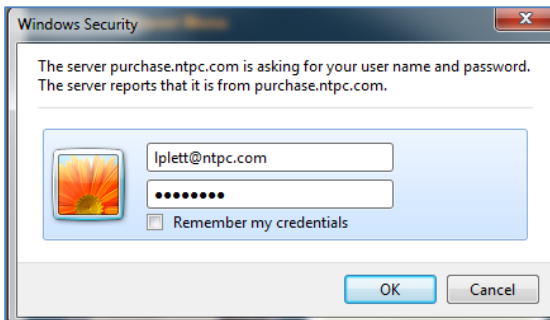 Windows Security
The server purchase.ntpc.com is asking for your user name and password.
The server reports that it is from purchase.ntpc.com.
lplett@ntpc.com
••••••••
Remember my credentials
OK Cancel